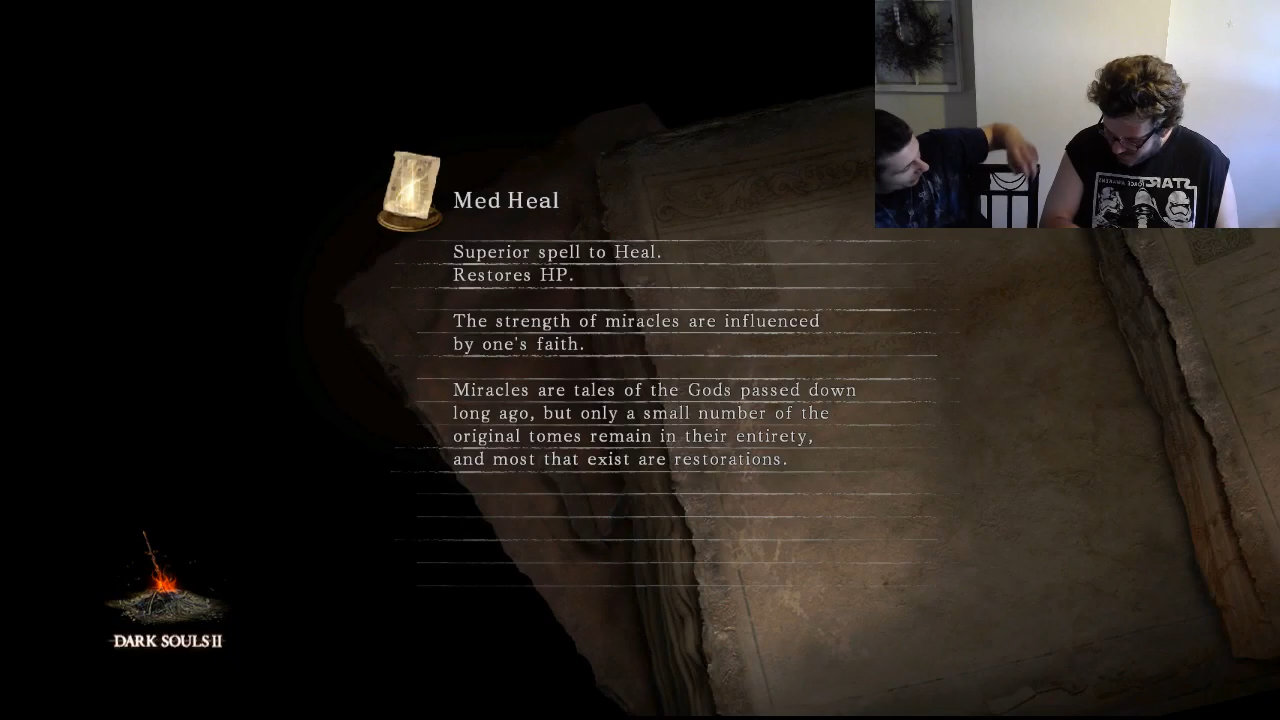 Med Heal
Superior spell to Heal.
Restores HP.
The strength of miracles are influenced
by one's faith.
Miracles are tales of the Gods passed down
long ago, but only a small number of the
original tomes remain in their entirety,
and most that exist are restorations.
DARK SOULS II
STAR